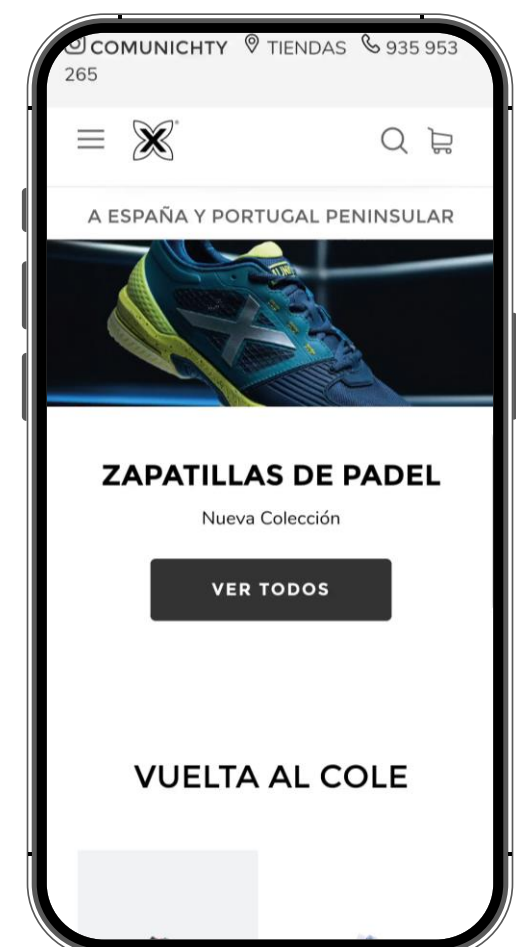 COMUNICHTY TIENDAS 935 953
265
A ESPAÑA Y PORTUGAL PENINSULAR
ZAPATILLAS DE PADEL
Nueva Colección
VER TODOS
VUELTA AL COLE